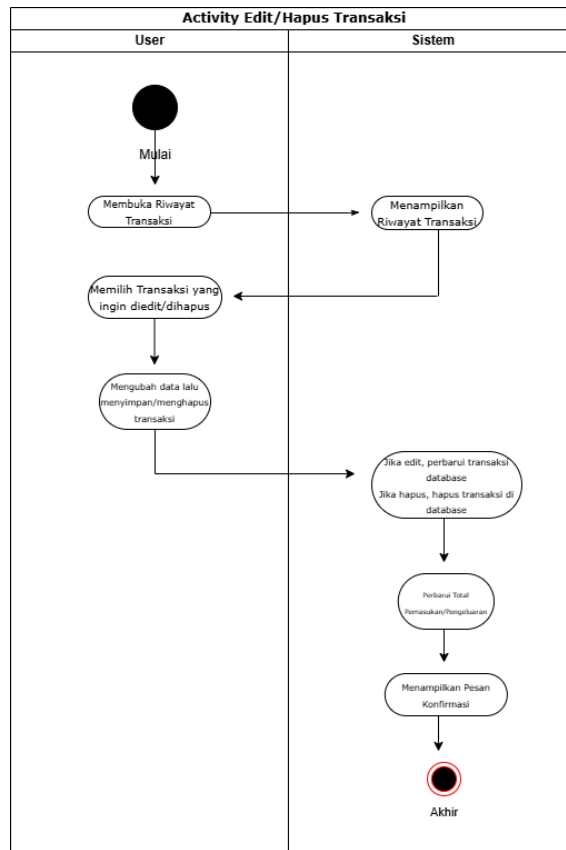 Activity Edit/Hapus Transaksi
User
Sistem
Mulai
Membuka Riwayat
Transaksi
Menampilkan
Riwayat Transaksi
Memilih Transaksi yang
ingin diedit/dihapus
Mengubah data lalu
menyimpan/menghapus
transaksi
Jika edit, perbarui transaksi
database
Jika hapus, hapus transaksi di
database
Perbarui Total
Pemasukan/Pengeluaran
Menampilkan Pesan
Konfirmasi
Akhir